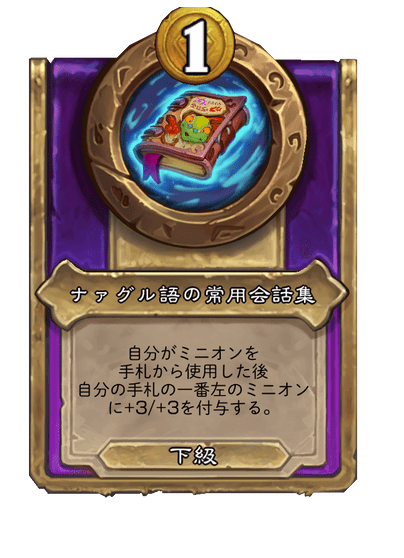 1
ナァグル語の常用会話集
自分がミニオンを
手札から使用した後
自分の手札の一番左のミニオン
に+3/+3を付与する。
下級